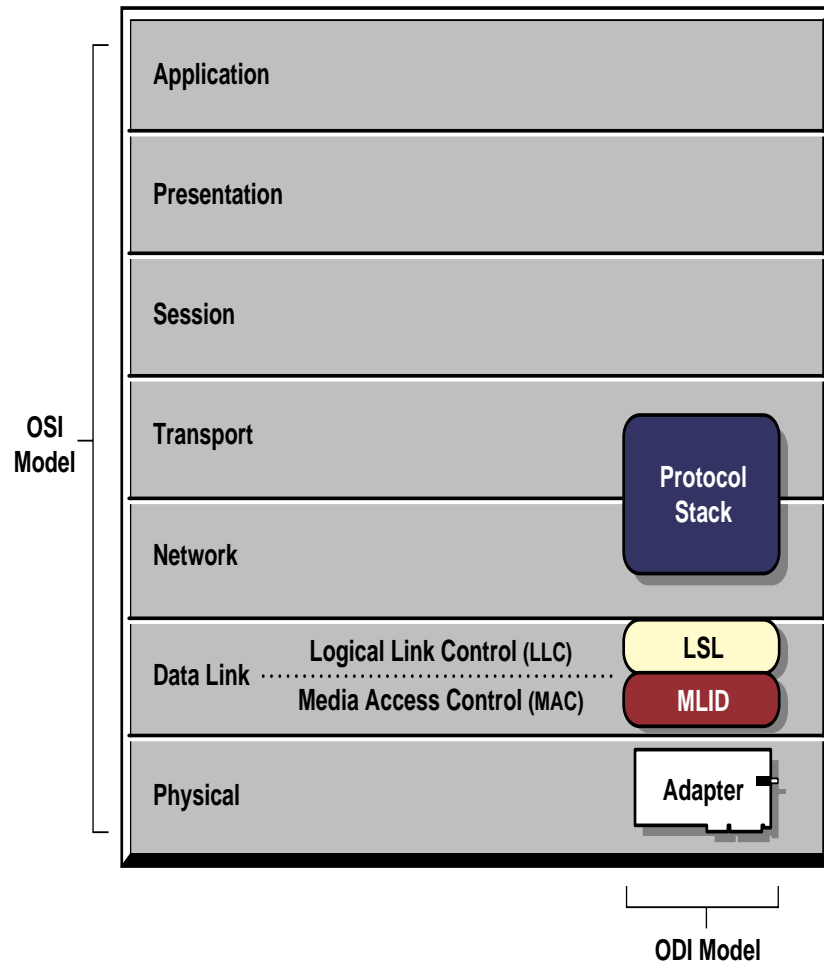 Application
Presentation
Session
OSI
Model
Transport
Protocol
Stack
Network
Data Link
Logical Link Control (LLC)
Media Access Control (MAC)
LSL
MLID
Physical
Adapter
ODI Model